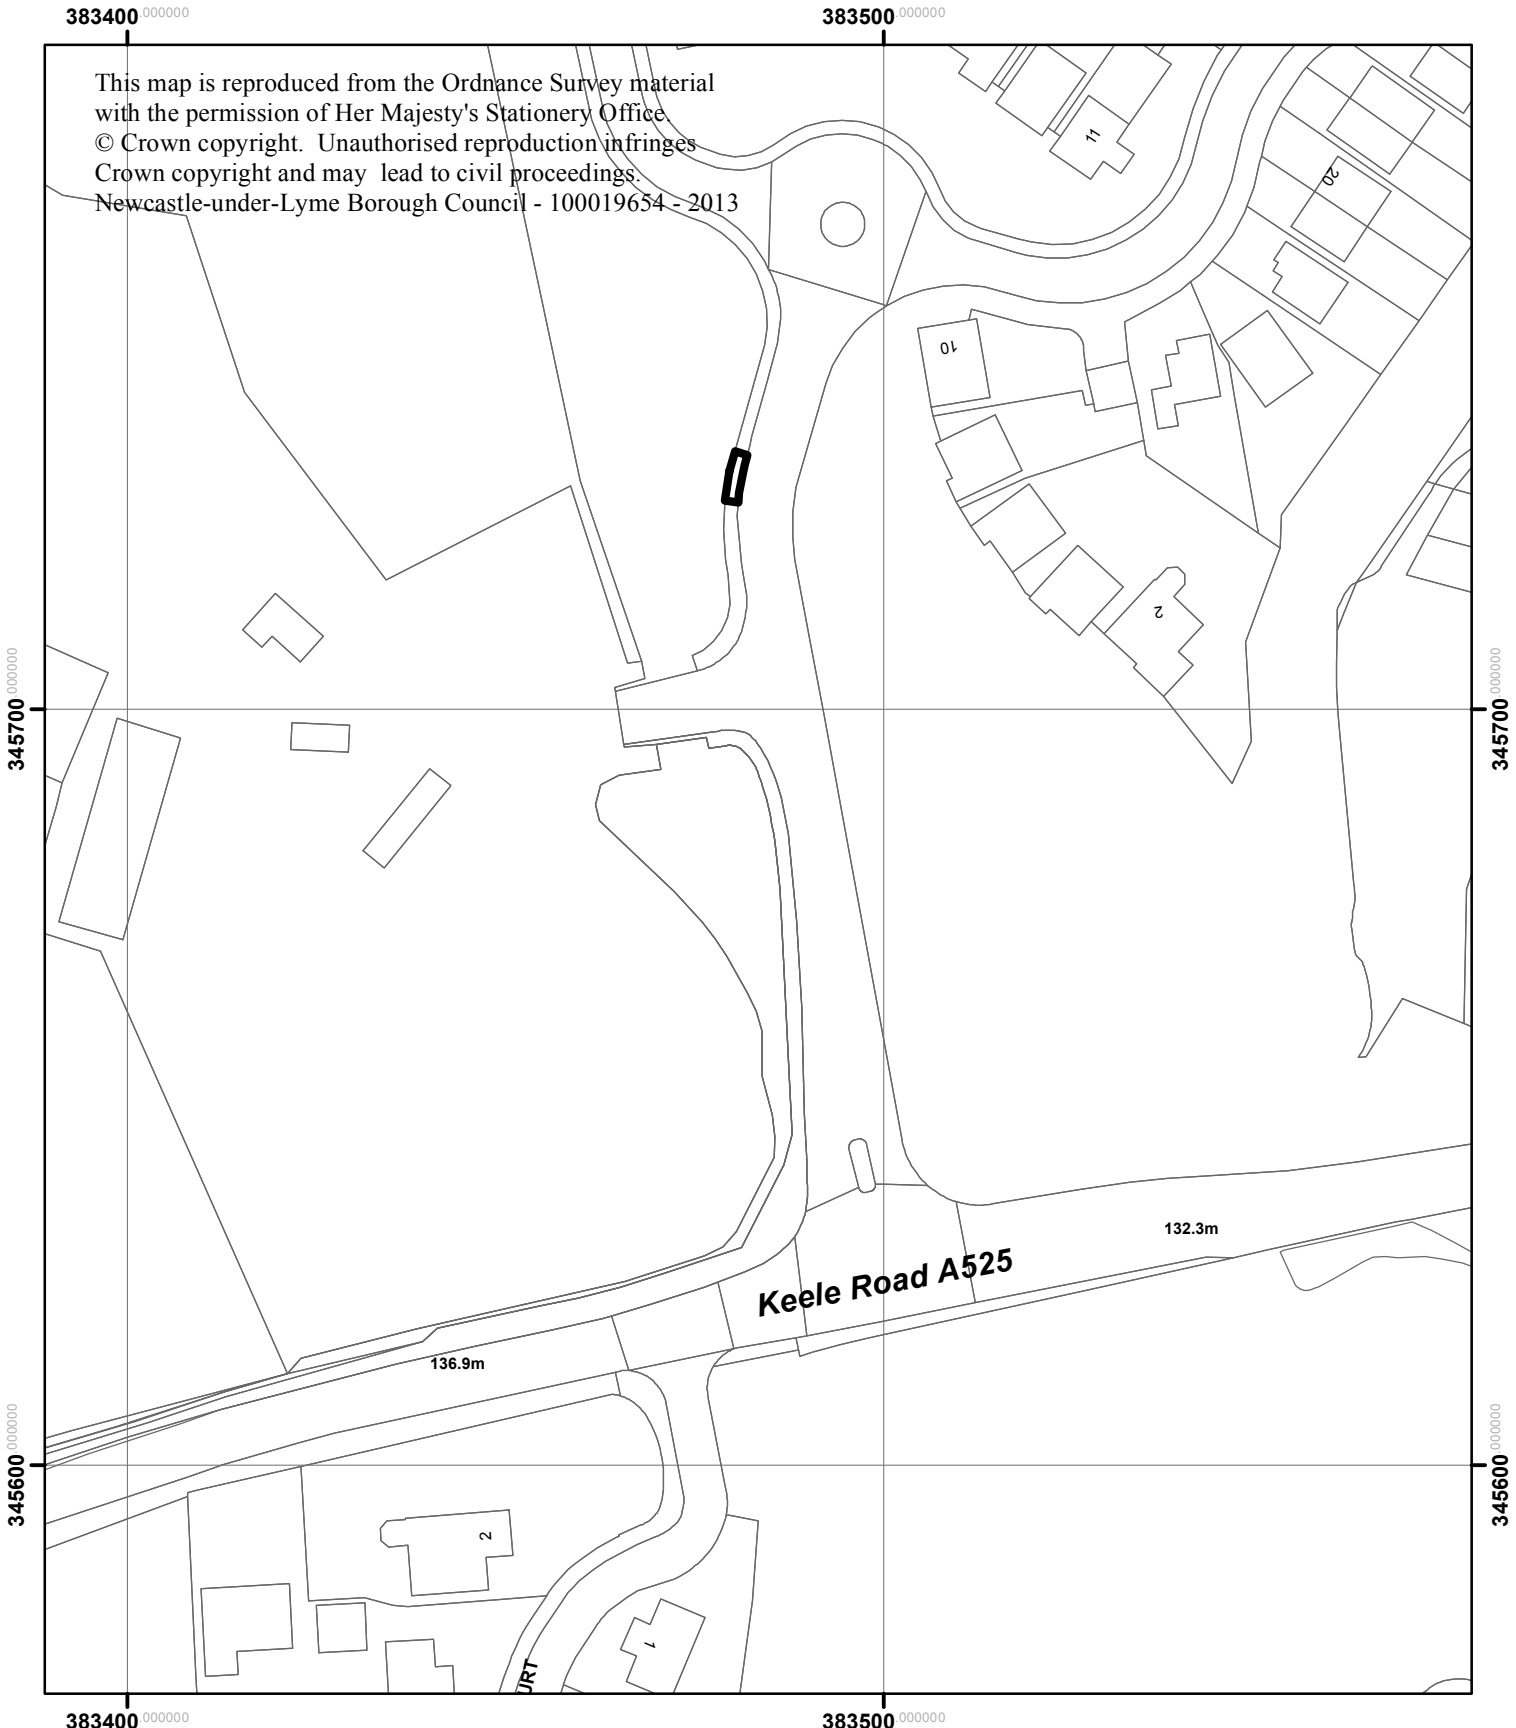 383400.000000
383500.000000
This map is reproduced from the Ordnance Survey material
with the permission of Her Majesty's Stationery Office.
© Crown copyright. Unauthorised reproduction infringes
Crown copyright and may lead to civil proceedings.
Newcastle-under-Lyme Borough Council - 100019654 - 2013
11
20
10
2
345700.000000
345700.000000
132.3m
Keele Road A525
136.9m
345600.000000
345600.000000
2
1
URT
383400.000000
383500.000000